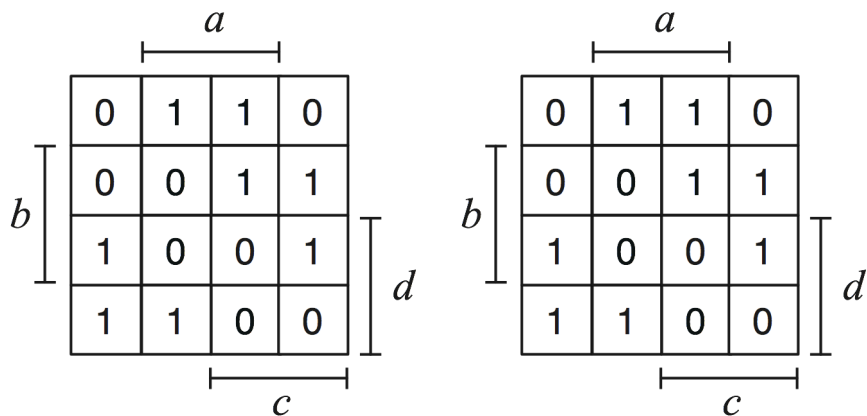 a a
0 1 1 0 0 1 1 0
b 0 0 1 1 b 0 0 1 1
1 0 0 1 d 1 0 0 1 d
1 1 0 0 1 1 0 0
c c